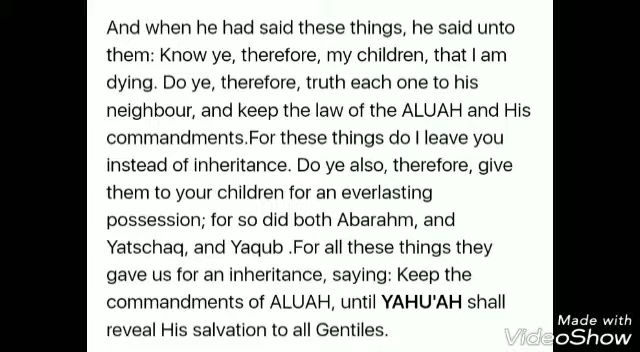 And when he had said these things, he said unto
them: Know ye, therefore, my children, that I am
dying. Do ye, therefore, truth each one to his
neighbour, and keep the law of the ALUAH and His
commandments.For these things do I leave you
instead of inheritance. Do ye also, therefore, give
them to your children for an everlasting
possession; for so did both Abarahm, and
Yatschaq, and Yaqub .For all these things they
gave us for an inheritance, saying: Keep the
commandments of ALUAH, until YAHU'AH shall
reveal His salvation to all Gentiles.
Made with
VideoShow